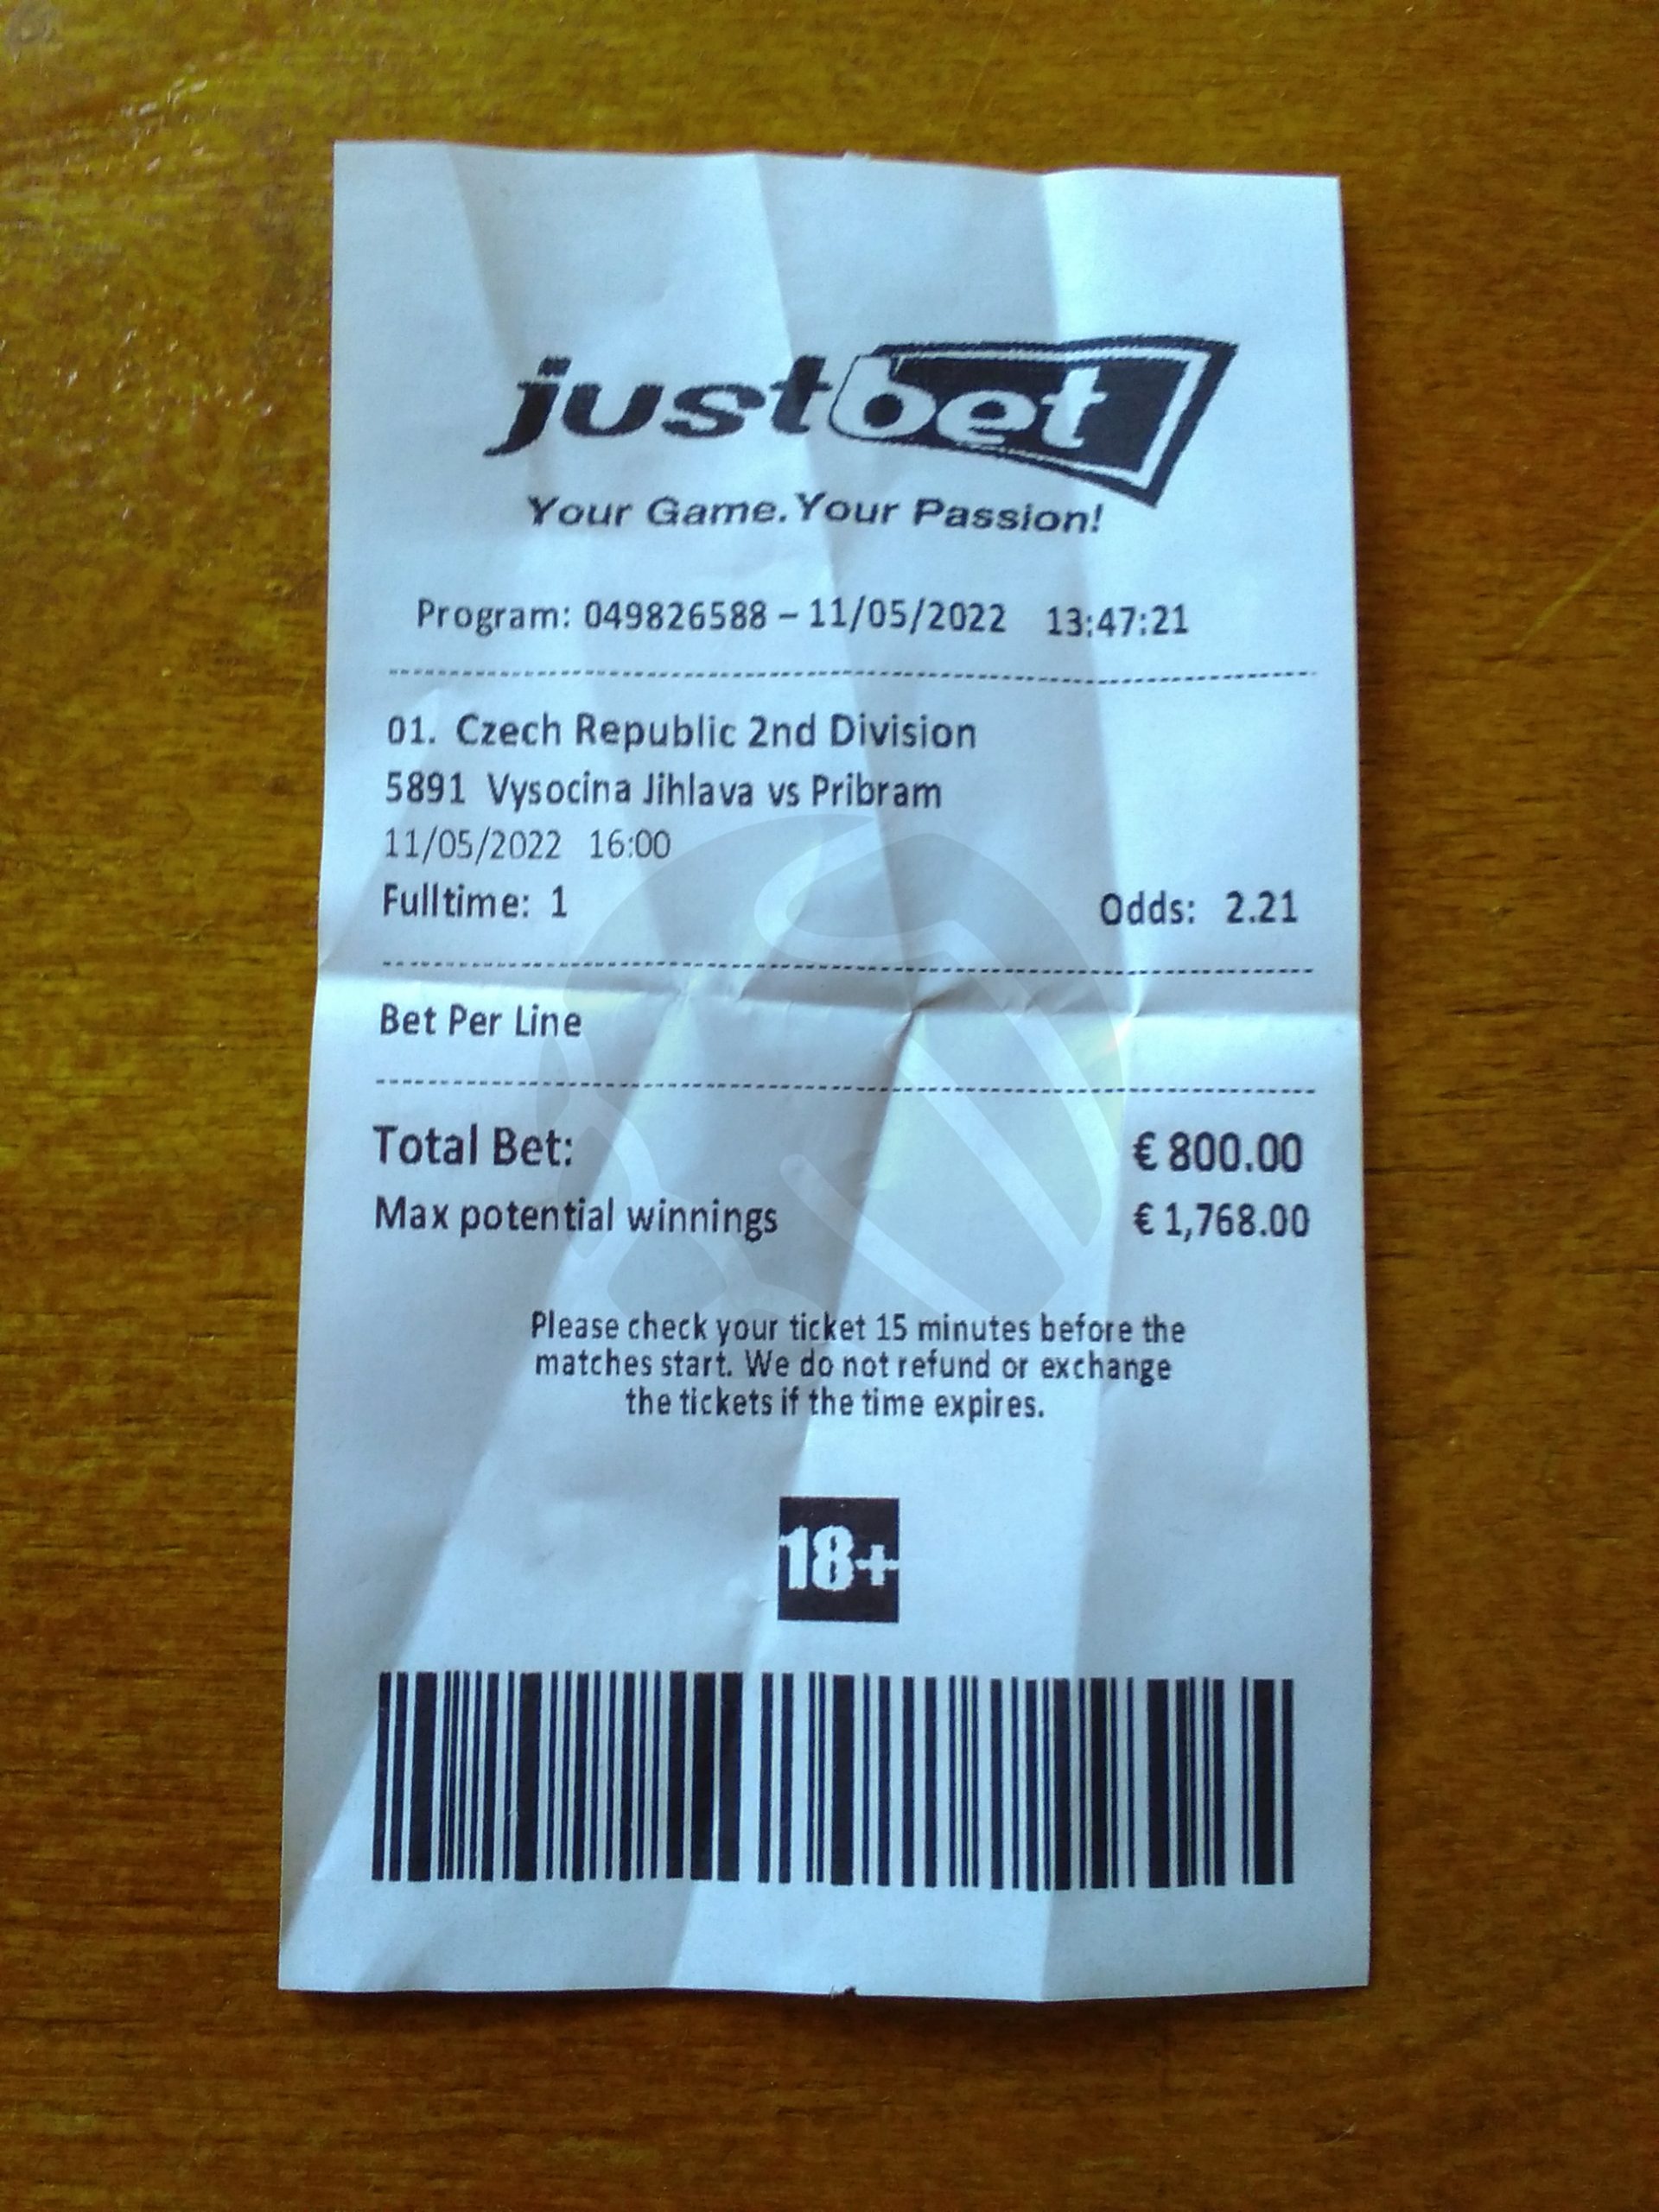 justbet
Your Game. Your Passion!
Program: 049826588 – 11/05/2022 13:47:21
01. Czech Republic 2nd Division
5891 Vysocina Jihlava vs Pribram
11/05/2022 16:00
Fulltime: 1 Odds: 2.21
Bet Per Line
Total Bet: € 800.00
Max potential winnings € 1,768.00
Please check your ticket 15 minutes before the
matches start. We do not refund or exchange
the tickets if the time expires.
18+